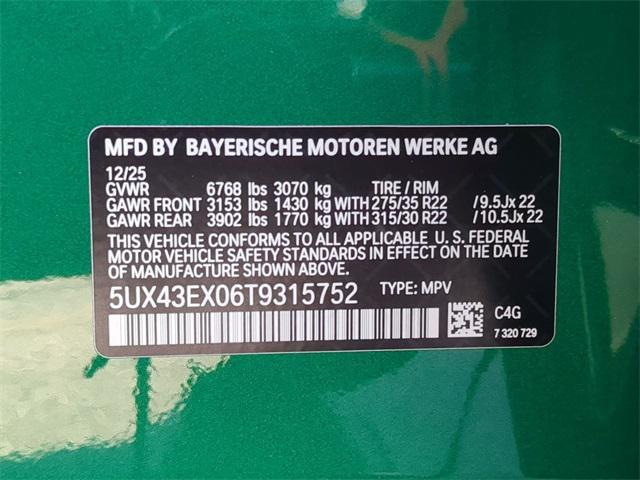 MFD BY BAYERISCHE MOTOREN WERKE AG
12/25
GVWR 6768 lbs 3070 kg TIRE / RIM
GAWR FRONT 3153 lbs 1430 kg WITH 275/35 R22 / 9.5Jx 22
GAWR REAR 3902 lbs 1770 kg WITH 315/30 R22 / 10.5Jx 22
THIS VEHICLE CONFORMS TO ALL APPLICABLE U. S. FEDERAL
MOTOR VEHICLE SAFETY STANDARDS IN EFFECT ON THE DATE
OF MANUFACTURE SHOWN ABOVE.
5UX43EX06T9315752 TYPE: MPV
C4G
7 320 729